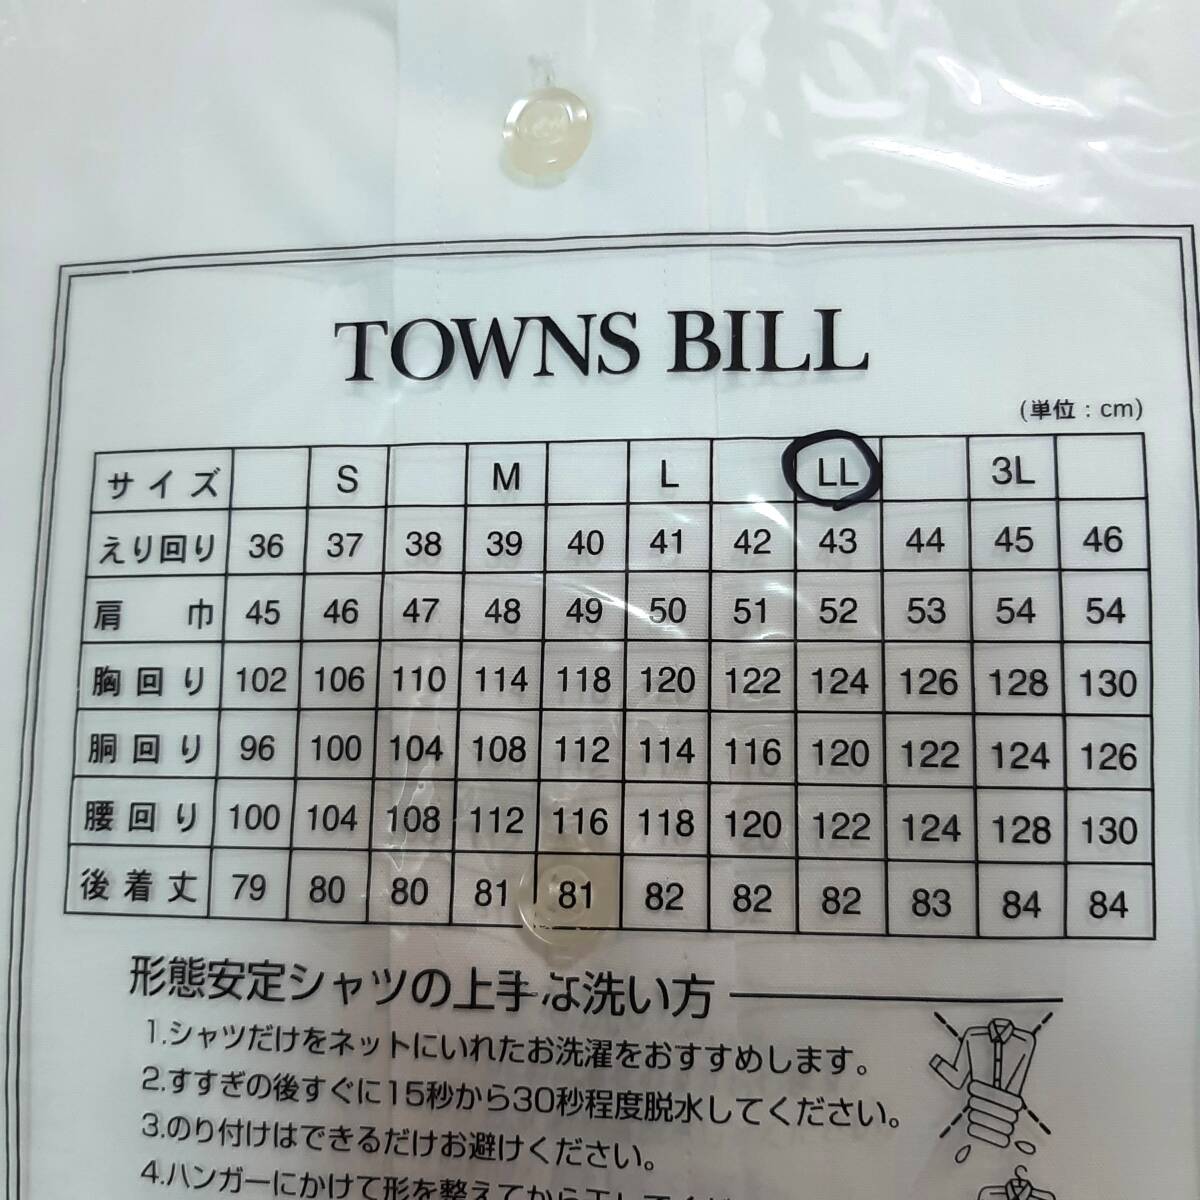 TOWNS BILL
(単位：cm)
サイズ S M L LL 3L
えり回り 36 37 38 39 40 41 42 43 44 45 46
肩巾 45 46 47 48 49 50 51 52 53 54 54
胸回り 102 106 110 114 118 120 122 124 126 128 130
胴回り 96 100 104 108 112 114 116 120 122 124 126
腰回り 100 104 108 112 116 118 120 122 124 128 130
後着丈 79 80 80 81 81 82 82 82 83 84 84
形態安定シャツの上手な洗い方
1.シャツだけをネットにいれたお洗濯をおすすめします。
2.すすぎの後すぐに15秒から30秒程度脱水してください。
3.のり付けはできるだけお避けください。
4.ハンガーにかけて形を整えてから干してくだ